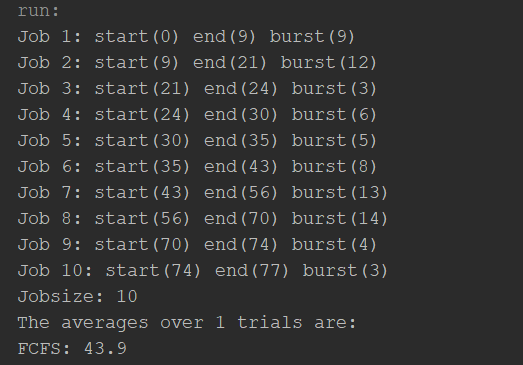 run:
Job 1: start(0) end(9) burst(9)
Job 2: start(9) end(21) burst(12)
Job 3: start(21) end(24) burst(3)
Job 4: start(24) end(30) burst(6)
Job 5: start(30) end(35) burst(5)
Job 6: start(35) end(43) burst(8)
Job 7: start(43) end(56) burst(13)
Job 8: start(56) end(70) burst(14)
Job 9: start(70) end(74) burst(4)
Job 10: start(74) end(77) burst(3)
Jobsize: 10
The averages over 1 trials are:
FCFS: 43.9